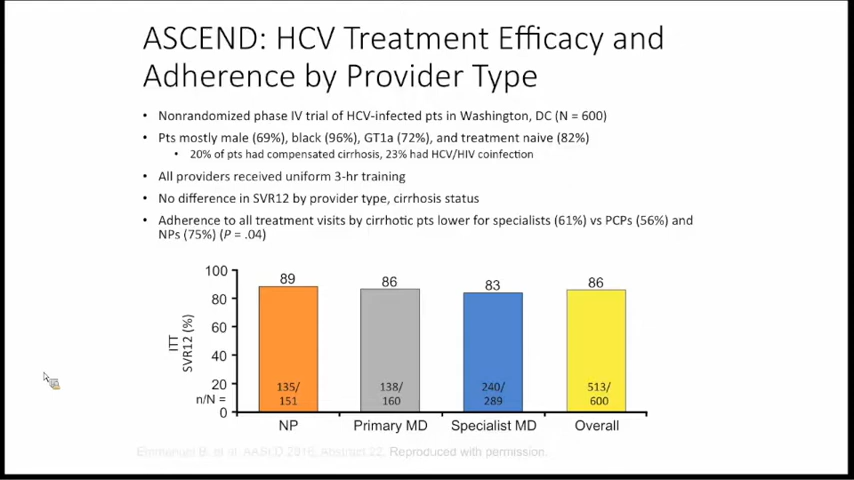 ASCEND: HCV Treatment Efficacy and
Adherence by Provider Type
• Nonrandomized phase IV trial of HCV-infected pts in Washington, DC (N = 600)
• Pts mostly male (69%), black (96%), GT1a (72%), and treatment naive (82%)
• 20% of pts had compensated cirrhosis, 23% had HCV/HIV coinfection
• All providers received uniform 3-hr training
• No difference in SVR12 by provider type, cirrhosis status
• Adherence to all treatment visits by cirrhotic pts lower for specialists (61%) vs PCPs (56%) and
NPs (75%) (P = .04)
ITT
SVR12 (%)
100
80
60
40
20
0
n/N =
89
86
83
86
135/
151
138/
160
240/
289
513/
600
NP
Primary MD
Specialist MD
Overall
Emmanuel B, et al. AASLD 2016. Abstract 22. Reproduced with permission.